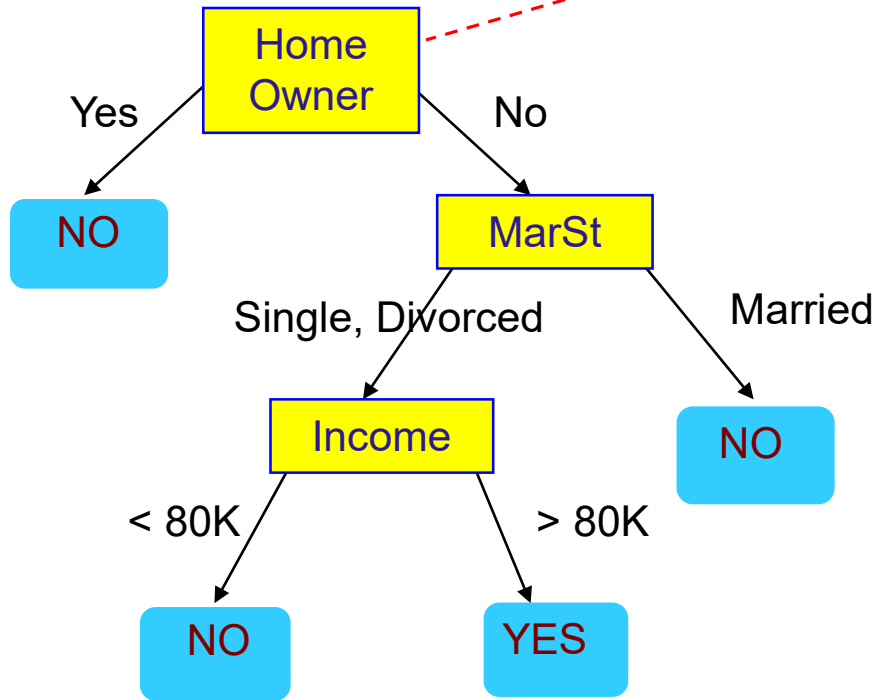 Home
Owner
Yes
No
NO
MarSt
Single, Divorced
Married
Income
NO
< 80K
> 80K
NO
YES